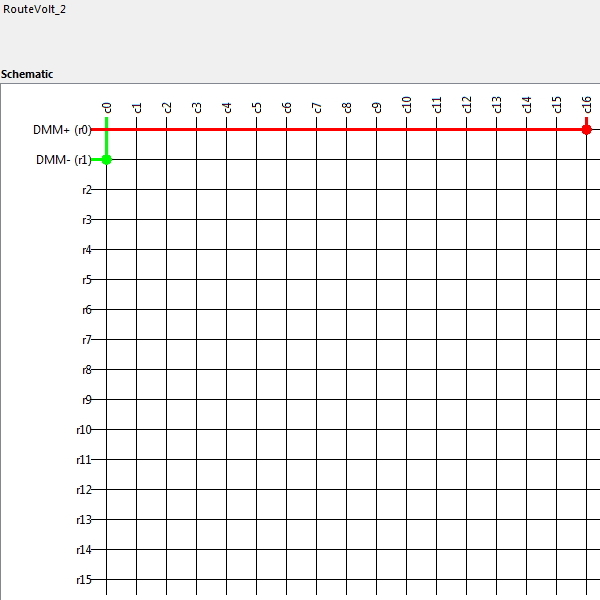 RouteVolt_2
Schematic
c0 c1 c2 c3 c4 c5 c6 c7 c8 c9 c10 c11 c12 c13 c14 c15 c16
DMM+ (r0)
DMM- (r1)
r2
r3
r4
r5
r6
r7
r8
r9
r10
r11
r12
r13
r14
r15